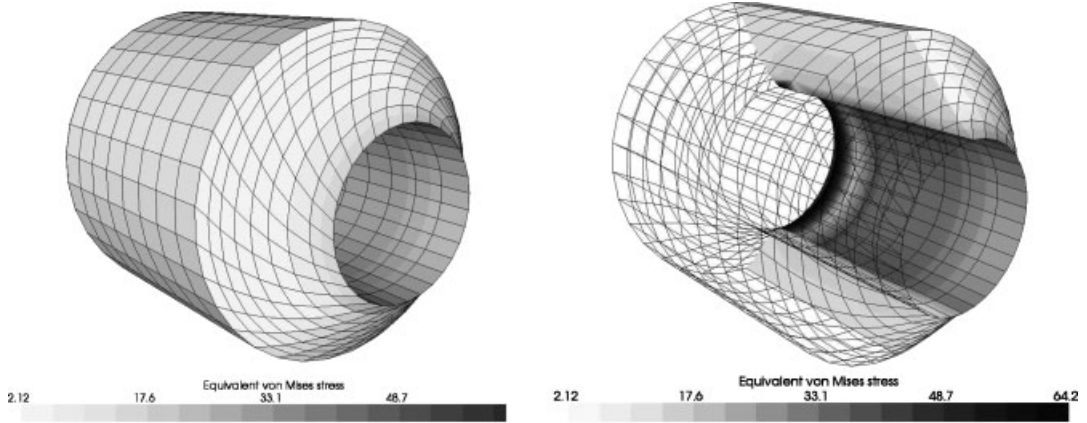 Equivalent von Mises stress
2.12 17.6 33.1 48.7
Equivalent von Mises stress
2.12 17.6 33.1 48.7 64.2